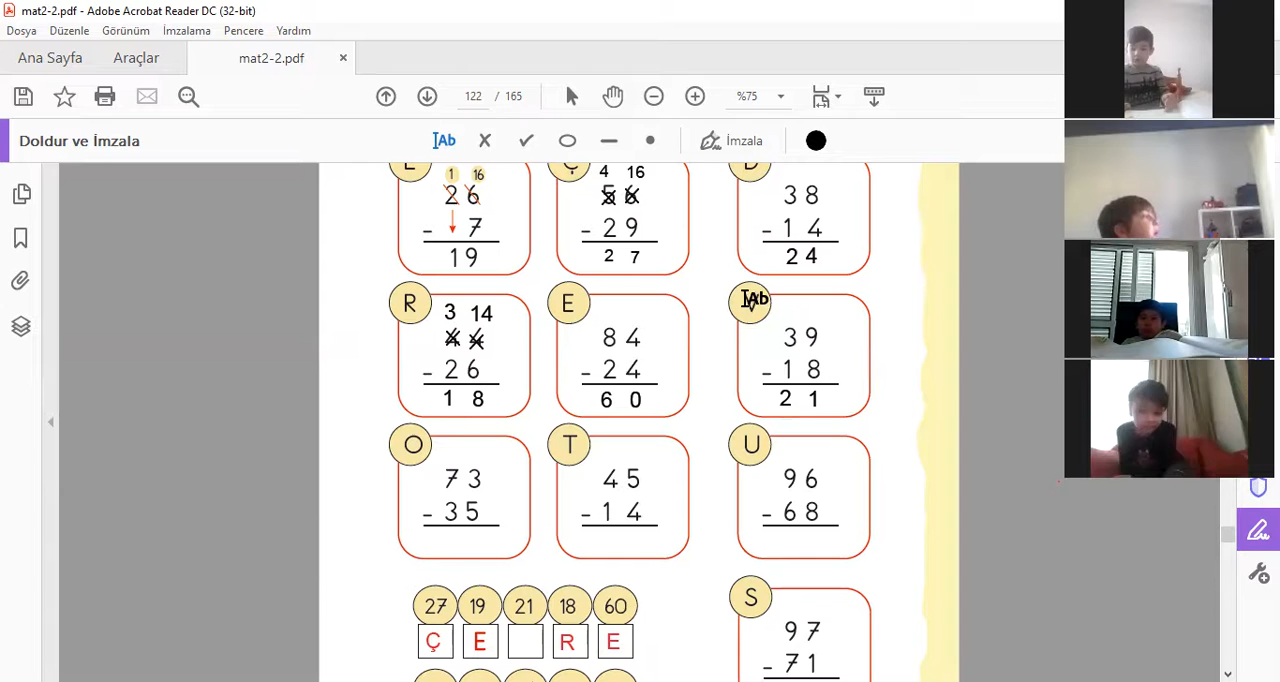 mat2-2.pdf - Adobe Acrobat Reader DC (32-bit)
Dosya Düzenle Görünüm İmzalama Pencere Yardım
Ana Sayfa Araçlar mat2-2.pdf ×
122 / 165 %75
Doldur ve İmzala
IAb
İmzala
1 16
2 6
- 7
19
Ç
4 16
5 6
- 2 9
2 7
3 8
- 1 4
2 4
R
3 14
4 4
- 2 6
1 8
E
8 4
- 2 4
6 0
IAb
3 9
- 1 8
2 1
O
7 3
- 3 5
T
4 5
- 1 4
U
9 6
- 6 8
27 19 21 18 60
Ç E R E
S
9 7
- 7 1